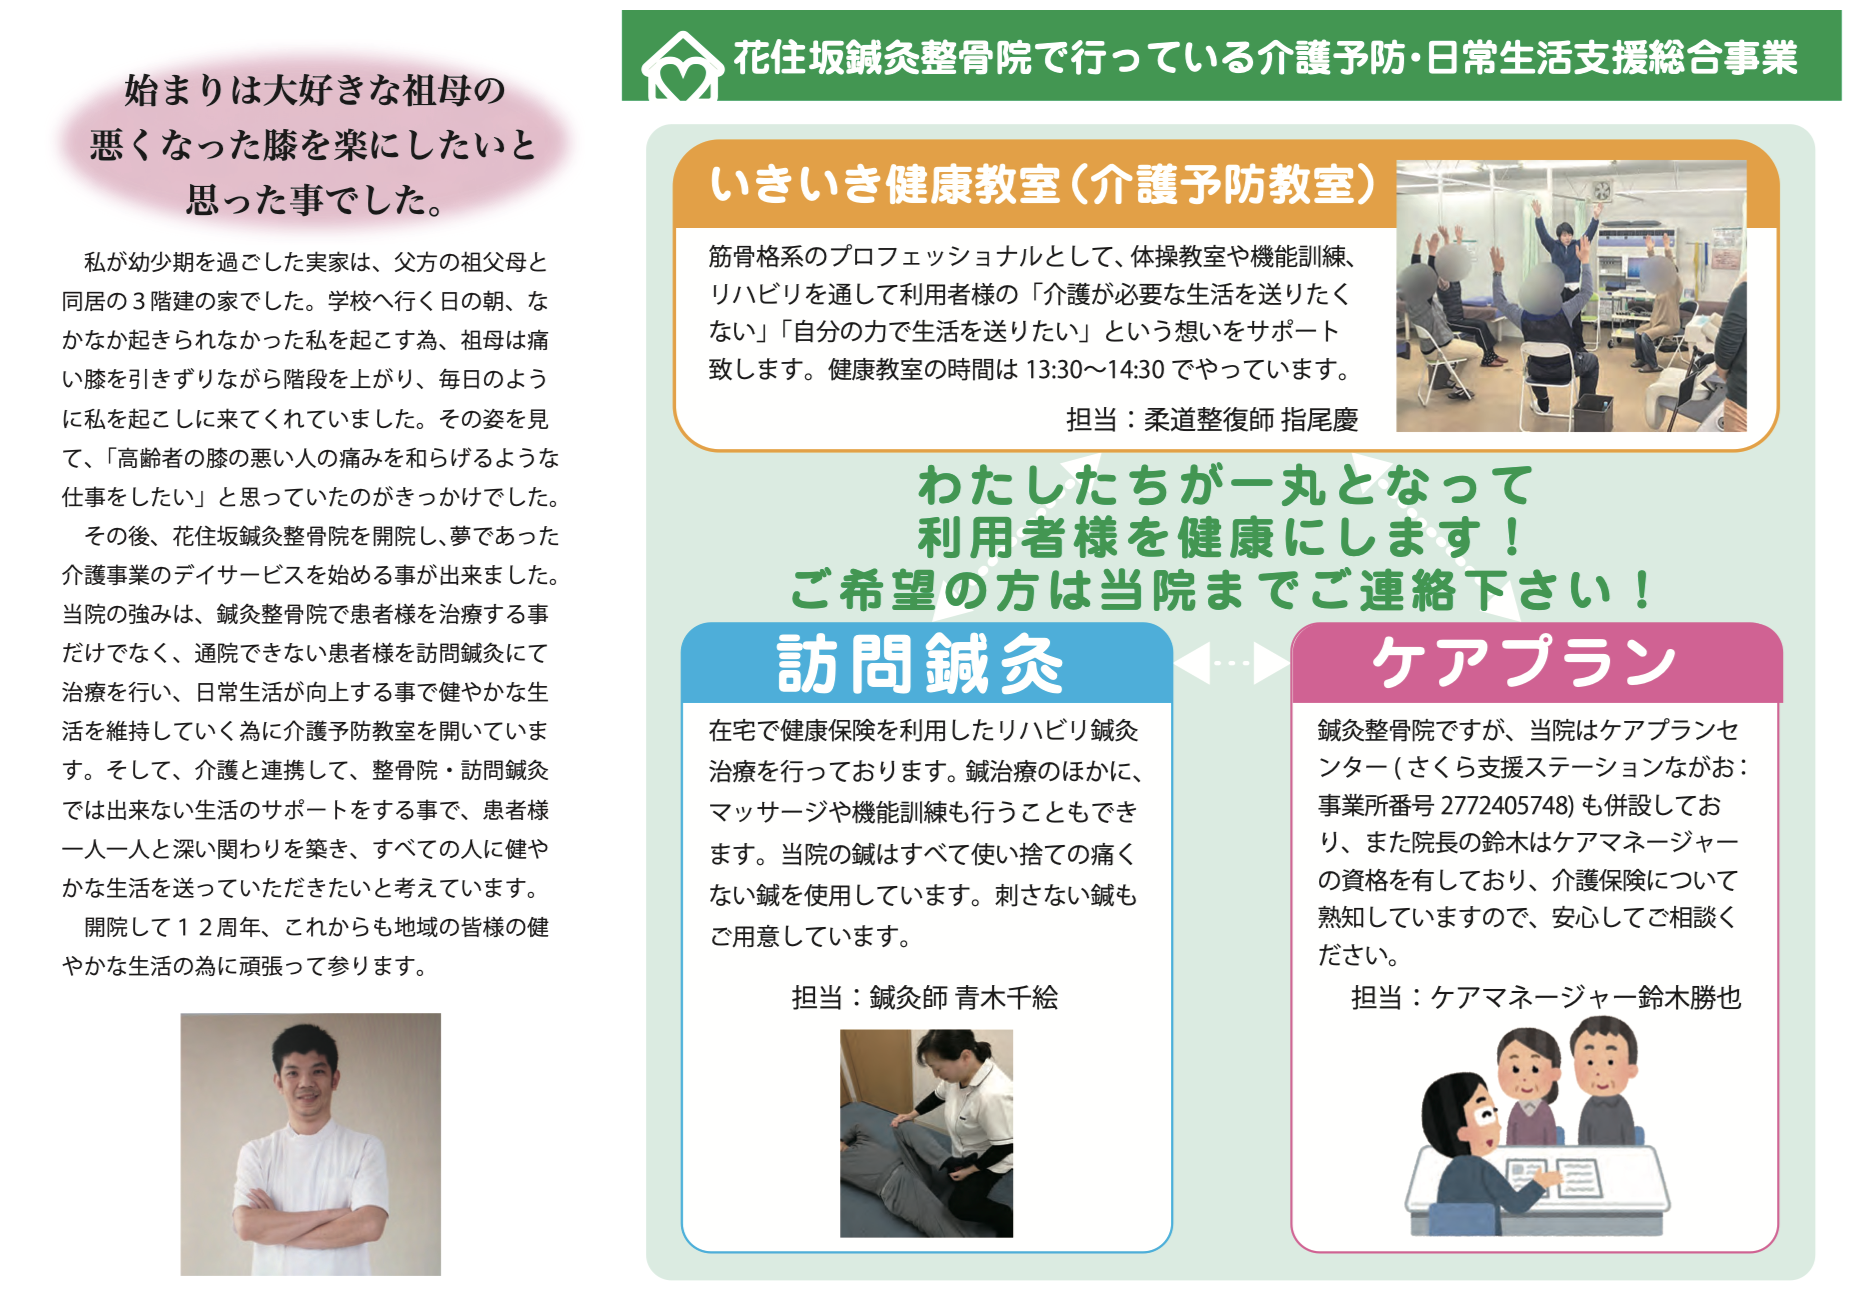 始まりは大好きな祖母の
悪くなった膝を楽にしたいと
思った事でした。
私が幼少期を過ごした実家は、父方の祖父母と
同居の３階建の家でした。学校へ行く日の朝、な
かなか起きられなかった私を起こす為、祖母は痛
い膝を引きずりながら階段を上がり、毎日のよう
に私を起こしに来てくれていました。その姿を見
て、「高齢者の膝の悪い人の痛みを和らげるような
仕事をしたい」と思っていたのがきっかけでした。
その後、花住坂鍼灸整骨院を開院し、夢であった
介護事業のデイサービスを始める事が出来ました。
当院の強みは、鍼灸整骨院で患者様を治療する事
だけでなく、通院できない患者様を訪問鍼灸にて
治療を行い、日常生活が向上する事で健やかな生
活を維持していく為に介護予防教室を開いていま
す。そして、介護と連携して、整骨院・訪問鍼灸
では出来ない生活のサポートをする事で、患者様
一人一人と深い関わりを築き、すべての人に健や
かな生活を送っていただきたいと考えています。
開院して１２周年、これからも地域の皆様の健
やかな生活の為に頑張って参ります。
花住坂鍼灸整骨院で行っている介護予防・日常生活支援総合事業
いきいき健康教室（介護予防教室）
筋骨格系のプロフェッショナルとして、体操教室や機能訓練、
リハビリを通して利用者様の「介護が必要な生活を送りたく
ない」「自分の力で生活を送りたい」という想いをサポート
致します。健康教室の時間は 13:30〜14:30 でやっています。
担当：柔道整復師 指尾慶
わたしたちが一丸となって
利用者様を健康にします！
ご希望の方は当院までご連絡下さい！
訪問鍼灸
在宅で健康保険を利用したリハビリ鍼灸
治療を行っております。鍼治療のほかに、
マッサージや機能訓練も行うこともでき
ます。当院の鍼はすべて使い捨ての痛く
ない鍼を使用しています。刺さない鍼も
ご用意しています。
担当：鍼灸師 青木千絵
ケアプラン
鍼灸整骨院ですが、当院はケアプランセ
ンター ( さくら支援ステーションながお：
事業所番号 2772405748) も併設してお
り、また院長の鈴木はケアマネージャー
の資格を有しており、介護保険について
熟知していますので、安心してご相談く
ださい。
担当：ケアマネージャー鈴木勝也